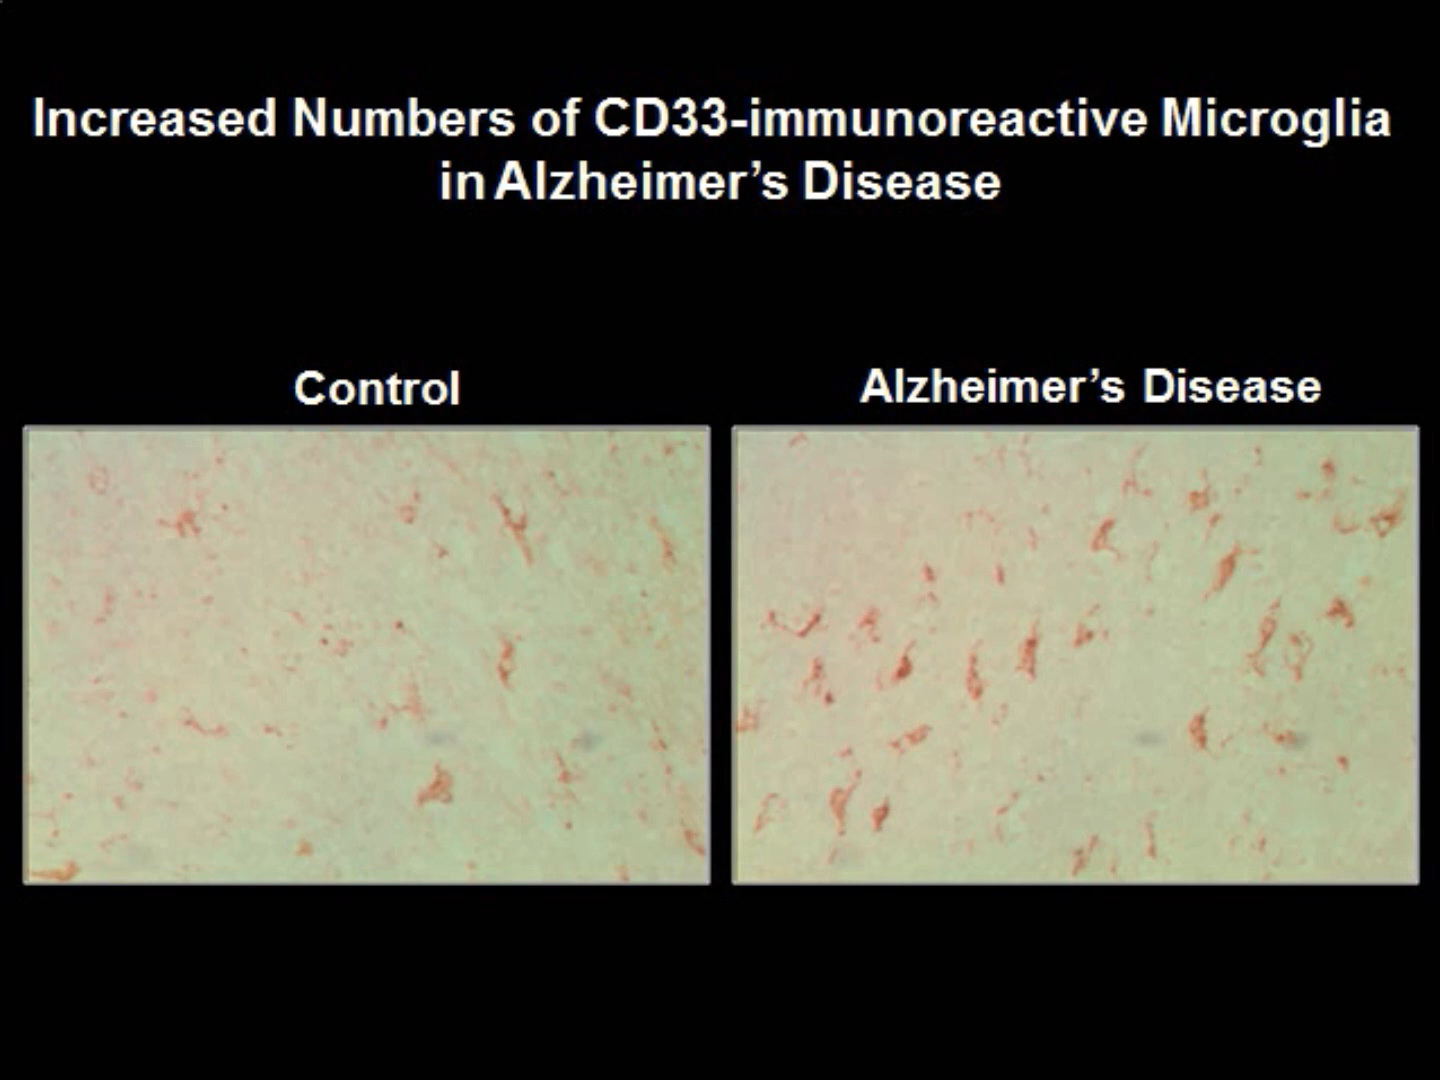 Increased Numbers of CD33-immunoreactive Microglia
in Alzheimer’s Disease
Control
Alzheimer’s Disease